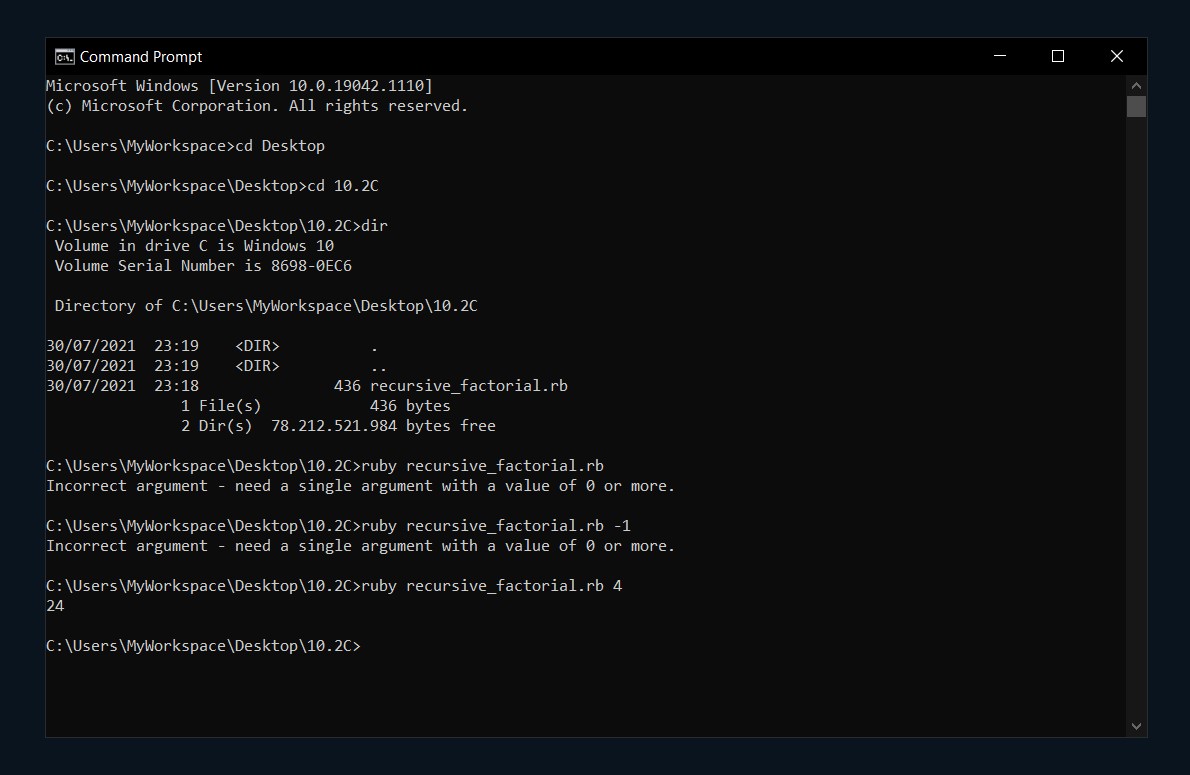 Command Prompt
Microsoft Windows [Version 10.0.19042.1110]
(c) Microsoft Corporation. All rights reserved.
C:\Users\MyWorkspace>cd Desktop
C:\Users\MyWorkspace\Desktop>cd 10.2C
C:\Users\MyWorkspace\Desktop\10.2C>dir
 Volume in drive C is Windows 10
 Volume Serial Number is 8698-0EC6
 Directory of C:\Users\MyWorkspace\Desktop\10.2C
30/07/2021  23:19    <DIR>          .
30/07/2021  23:19    <DIR>          ..
30/07/2021  23:18               436 recursive_factorial.rb
               1 File(s)            436 bytes
               2 Dir(s)  78.212.521.984 bytes free
C:\Users\MyWorkspace\Desktop\10.2C>ruby recursive_factorial.rb
Incorrect argument - need a single argument with a value of 0 or more.
C:\Users\MyWorkspace\Desktop\10.2C>ruby recursive_factorial.rb -1
Incorrect argument - need a single argument with a value of 0 or more.
C:\Users\MyWorkspace\Desktop\10.2C>ruby recursive_factorial.rb 4
24
C:\Users\MyWorkspace\Desktop\10.2C>